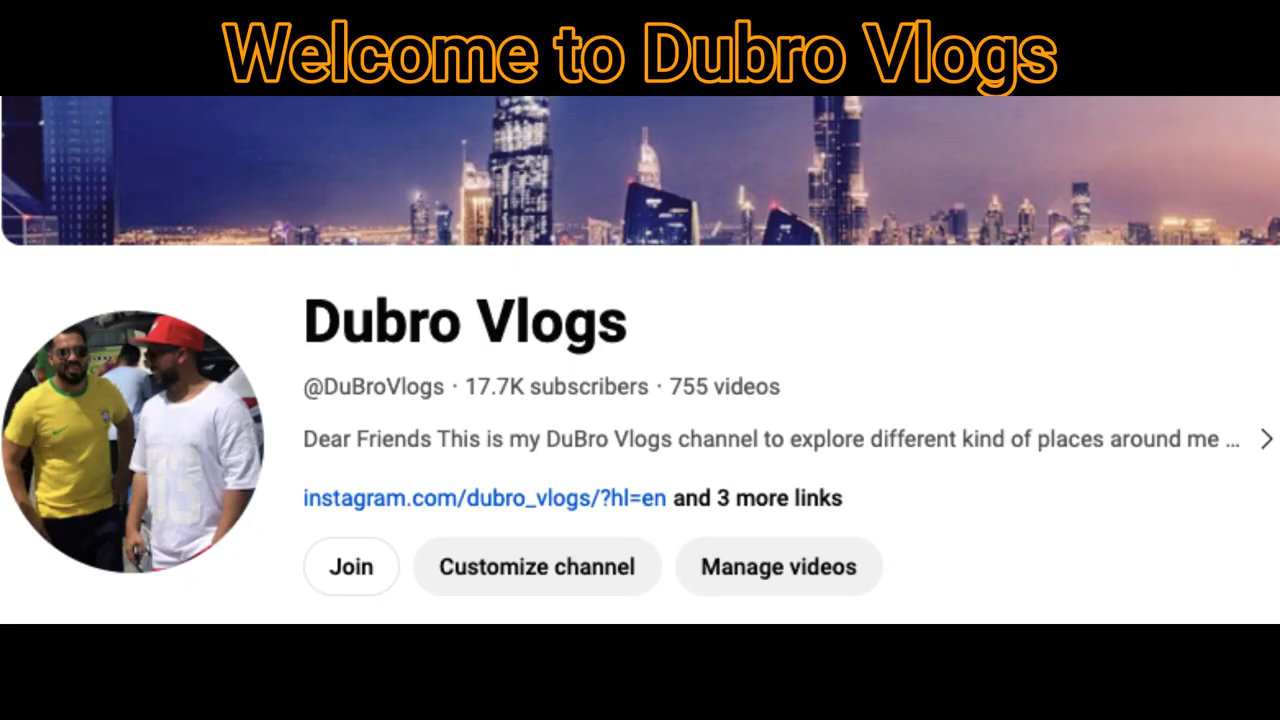 Welcome to Dubro Vlogs
Dubro Vlogs
@DuBroVlogs · 17.7K subscribers · 755 videos
Dear Friends This is my DuBro Vlogs channel to explore different kind of places around me ...
instagram.com/dubro_vlogs/?hl=en and 3 more links
Join Customize channel Manage videos